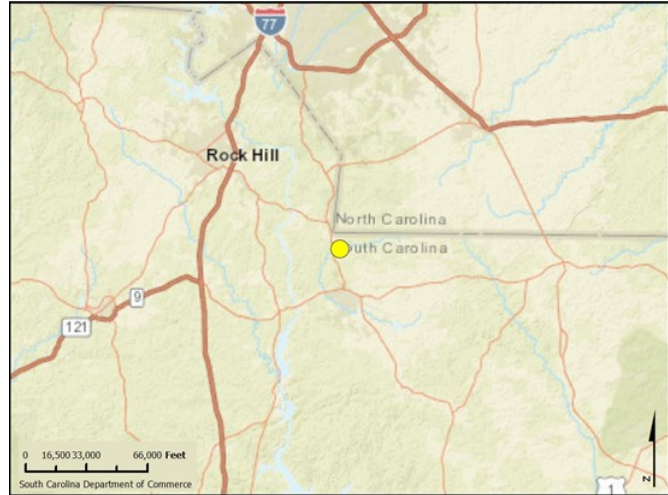 77
Rock Hill
North Carolina
outh Carolina
9
121
0 16,500 33,000 66,000 Feet
South Carolina Department of Commerce
N
1